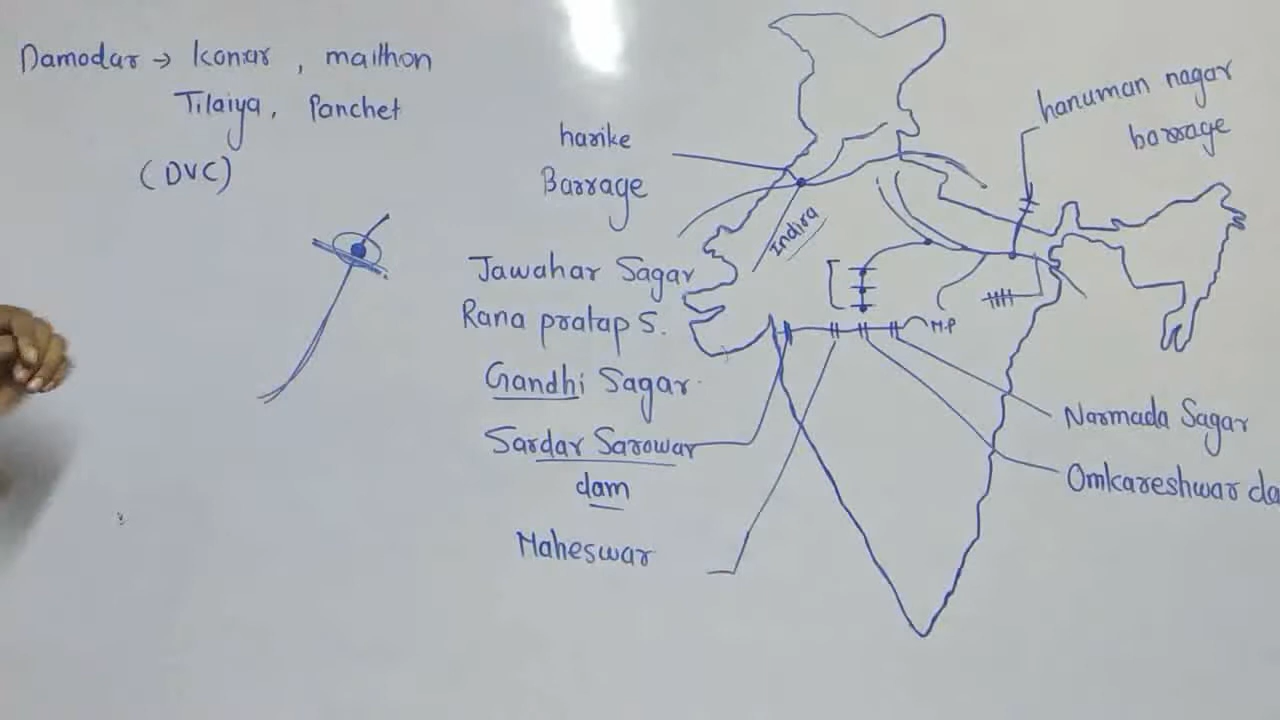 Damodar → Konar, maithon
Tilaiya, Panchet
(DVC)
harike
Barrage
Indira
hanuman nagar
barrage
Jawahar Sagar
Rana pratap S.
Gandhi Sagar
Sardar Sarowar
dam
Maheswar
M.P
Narmada Sagar
Omkareshwar da